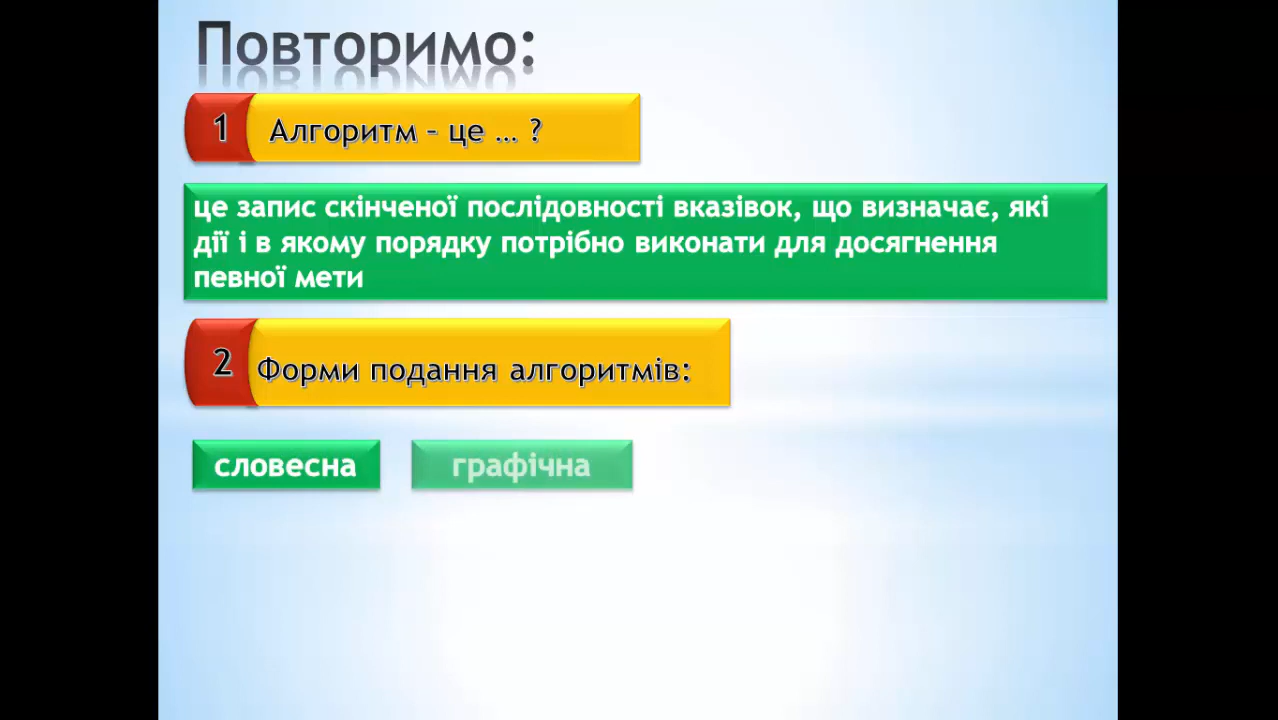 Повторимо:
1 Алгоритм – це … ?
це запис скінченої послідовності вказівок, що визначає, які
дії і в якому порядку потрібно виконати для досягнення
певної мети
2 Форми подання алгоритмів:
словесна графічна